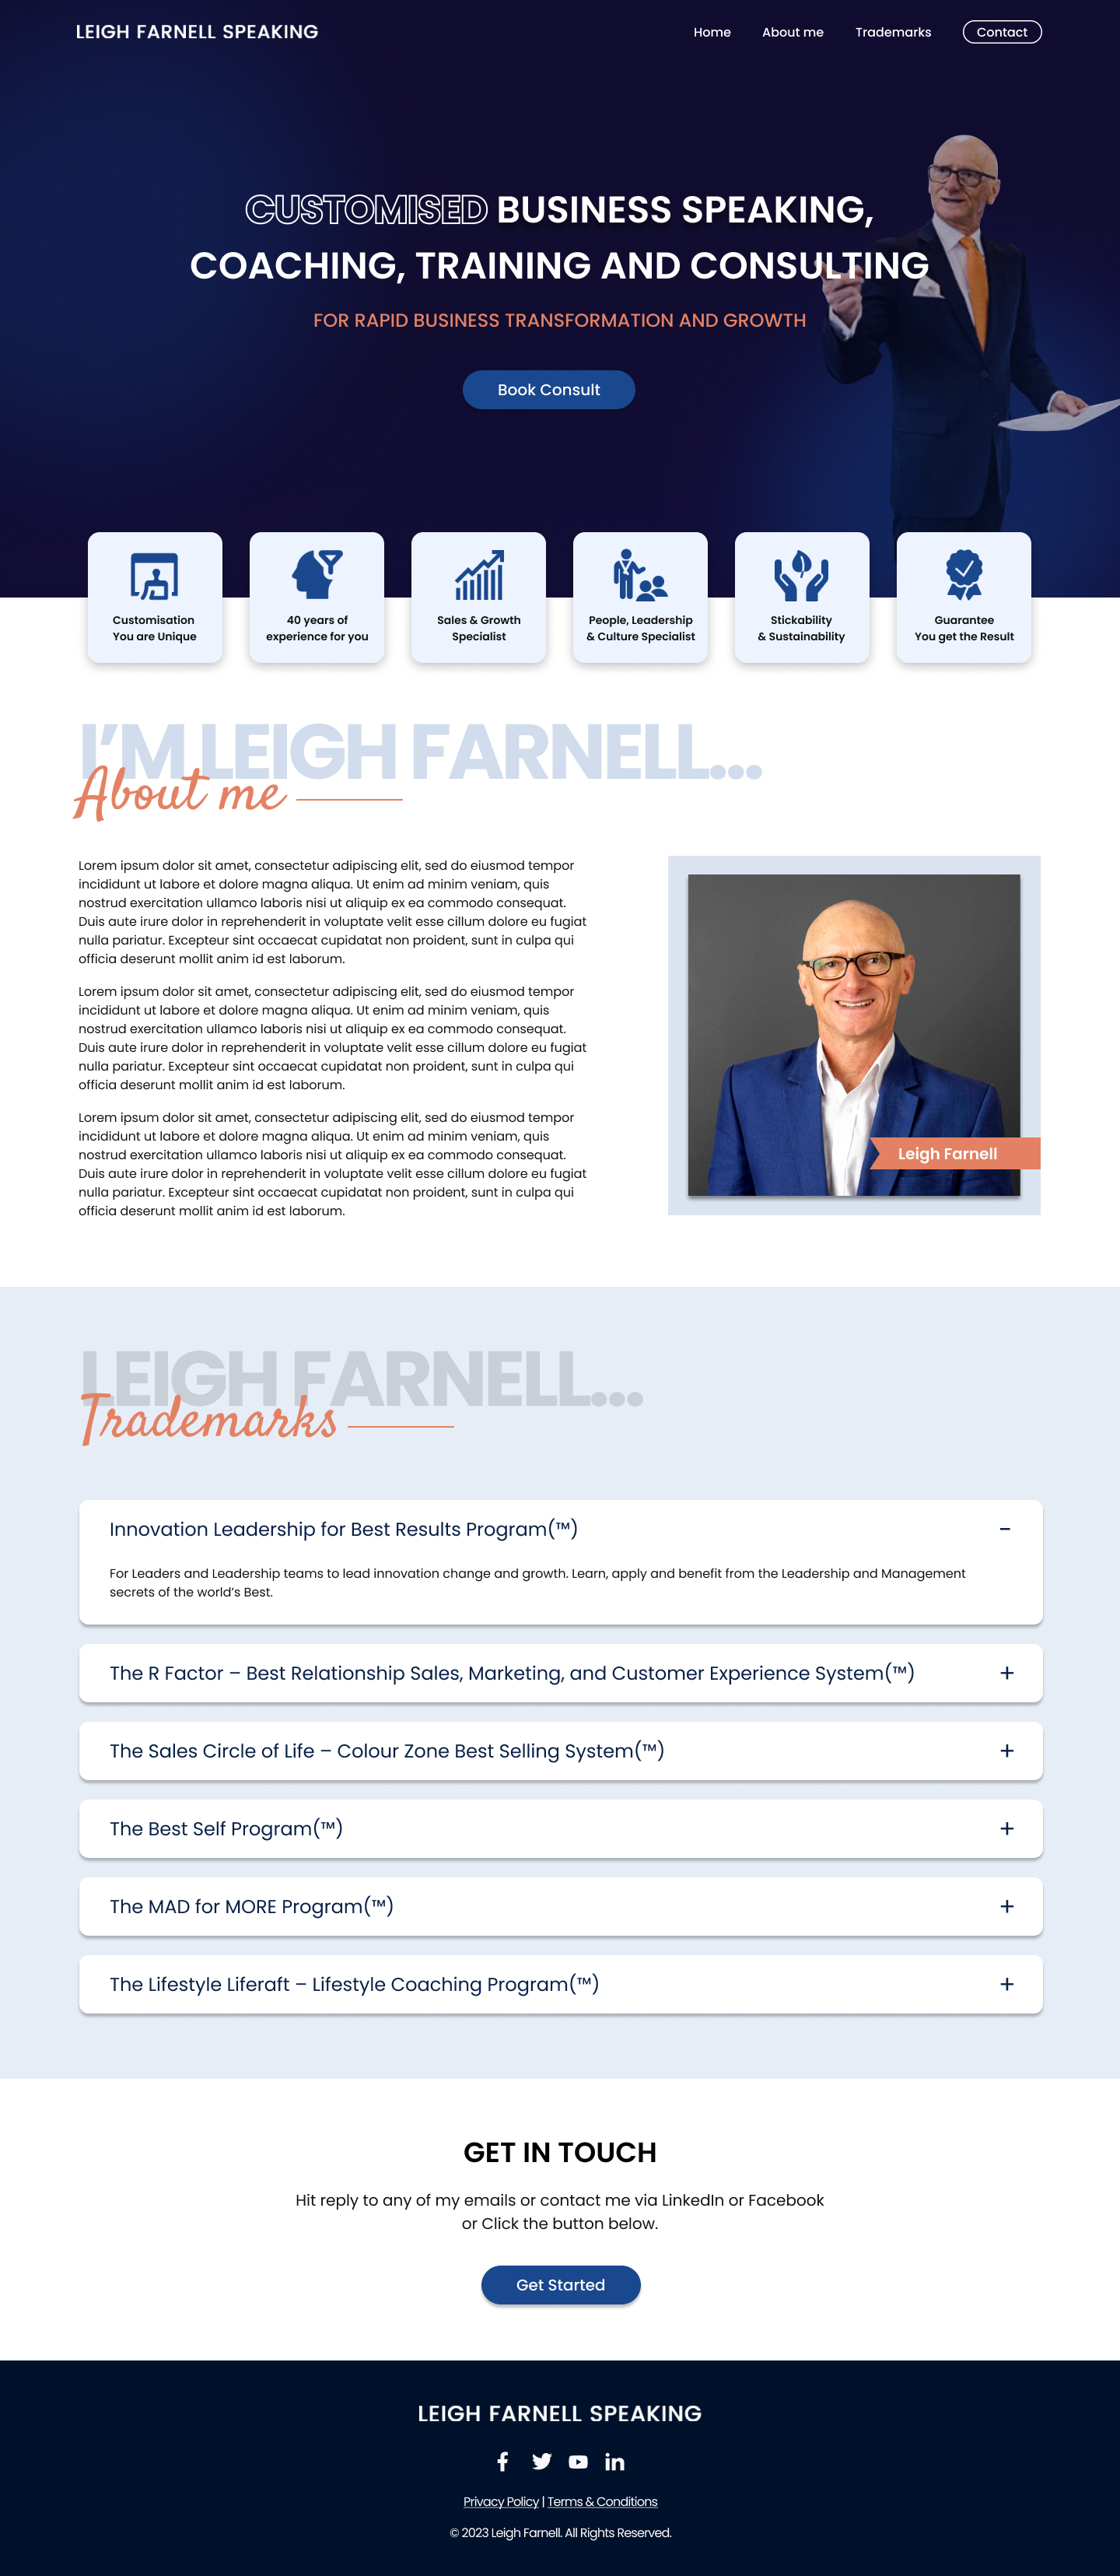 LEIGH FARNELL SPEAKING
Home About me Trademarks Contact
CUSTOMISED BUSINESS SPEAKING,
COACHING, TRAINING AND CONSULTING
FOR RAPID BUSINESS TRANSFORMATION AND GROWTH
Book Consult
Customisation
You are Unique
40 years of
experience for you
Sales & Growth
Specialist
People, Leadership
& Culture Specialist
Stickability
& Sustainability
Guarantee
You get the Result
I'M LEIGH FARNELL...
About me
Lorem ipsum dolor sit amet, consectetur adipiscing elit, sed do eiusmod tempor
incididunt ut labore et dolore magna aliqua. Ut enim ad minim veniam, quis
nostrud exercitation ullamco laboris nisi ut aliquip ex ea commodo consequat.
Duis aute irure dolor in reprehenderit in voluptate velit esse cillum dolore eu fugiat
nulla pariatur. Excepteur sint occaecat cupidatat non proident, sunt in culpa qui
officia deserunt mollit anim id est laborum.
Lorem ipsum dolor sit amet, consectetur adipiscing elit, sed do eiusmod tempor
incididunt ut labore et dolore magna aliqua. Ut enim ad minim veniam, quis
nostrud exercitation ullamco laboris nisi ut aliquip ex ea commodo consequat.
Duis aute irure dolor in reprehenderit in voluptate velit esse cillum dolore eu fugiat
nulla pariatur. Excepteur sint occaecat cupidatat non proident, sunt in culpa qui
officia deserunt mollit anim id est laborum.
Lorem ipsum dolor sit amet, consectetur adipiscing elit, sed do eiusmod tempor
incididunt ut labore et dolore magna aliqua. Ut enim ad minim veniam, quis
nostrud exercitation ullamco laboris nisi ut aliquip ex ea commodo consequat.
Duis aute irure dolor in reprehenderit in voluptate velit esse cillum dolore eu fugiat
nulla pariatur. Excepteur sint occaecat cupidatat non proident, sunt in culpa qui
officia deserunt mollit anim id est laborum.
Leigh Farnell
LEIGH FARNELL...
Trademarks
Innovation Leadership for Best Results Program(™) −
For Leaders and Leadership teams to lead innovation change and growth. Learn, apply and benefit from the Leadership and Management
secrets of the world's Best.
The R Factor – Best Relationship Sales, Marketing, and Customer Experience System(™) +
The Sales Circle of Life – Colour Zone Best Selling System(™) +
The Best Self Program(™) +
The MAD for MORE Program(™) +
The Lifestyle Liferaft – Lifestyle Coaching Program(™) +
GET IN TOUCH
Hit reply to any of my emails or contact me via LinkedIn or Facebook
or Click the button below.
Get Started
LEIGH FARNELL SPEAKING
Privacy Policy | Terms & Conditions
© 2023 Leigh Farnell. All Rights Reserved.